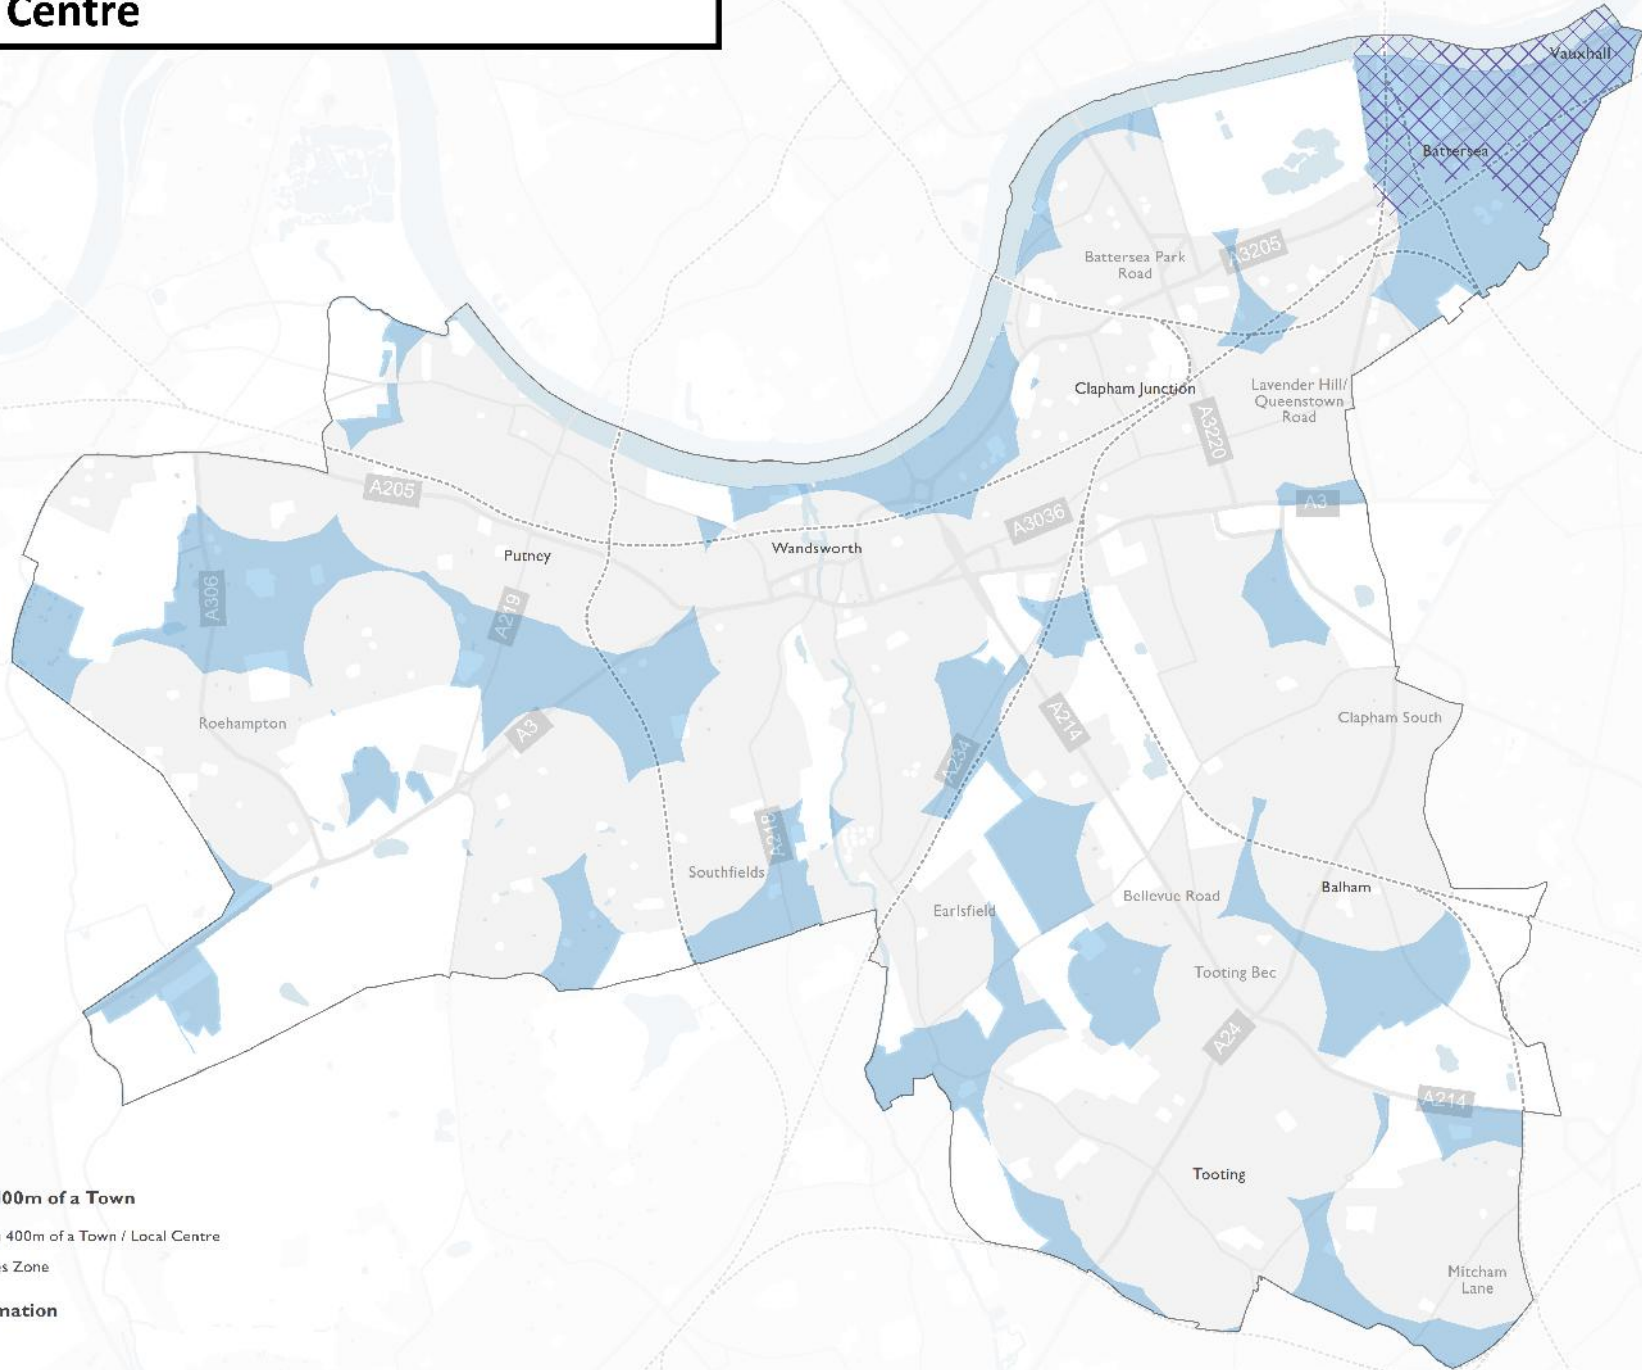 Centre
Vauxhall
Battersea
Battersea Park
Road
A3205
Clapham Junction
Lavender Hill/
Queenstown
Road
A3220
A205
A3
A3036
Putney
Wandsworth
A306
A219
Roehampton
A3
A214
Clapham South
A234
A218
Southfields
Earlsfield
Bellevue Road
Balham
Tooting Bec
A24
A214
Tooting
Mitcham
Lane
00m of a Town
400m of a Town / Local Centre
s Zone
mation